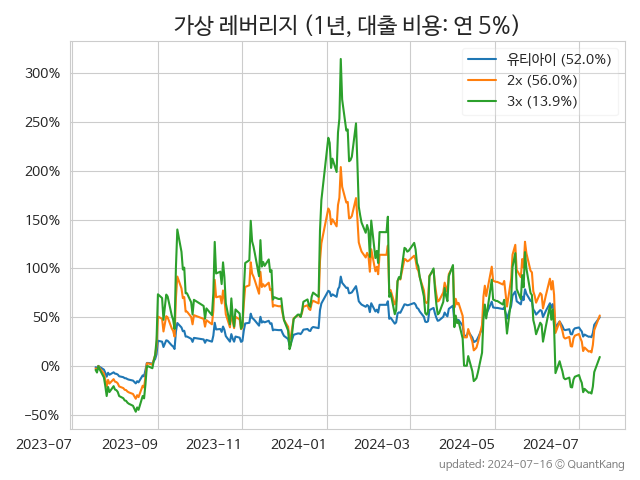 가상 레버리지 (1년, 대출 비용: 연 5%)
유티아이 (52.0%)
2x (56.0%)
3x (13.9%)
300%
250%
200%
150%
100%
50%
0%
−50%
2023-07 2023-09 2023-11 2024-01 2024-03 2024-05 2024-07
updated: 2024-07-16 © QuantKang